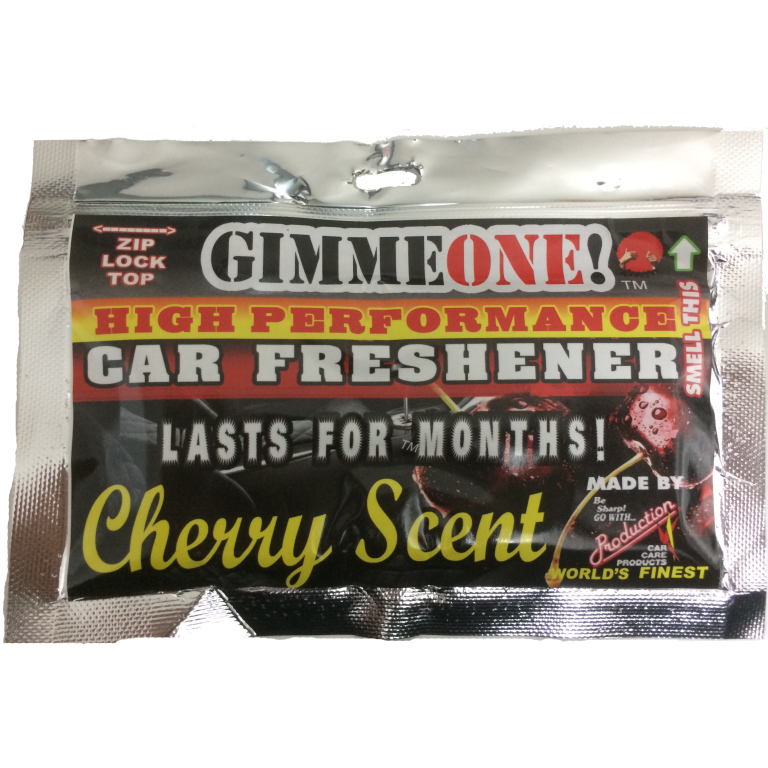 ZIP
LOCK
TOP
GIMMEONE!
TM
SMELL THIS
HIGH PERFORMANCE
CAR FRESHENER
LASTS FOR MONTHS!
TM
Cherry Scent
MADE BY
Be
Sharp!
GO WITH...
Production
CAR
CARE
PRODUCTS
WORLD'S FINEST